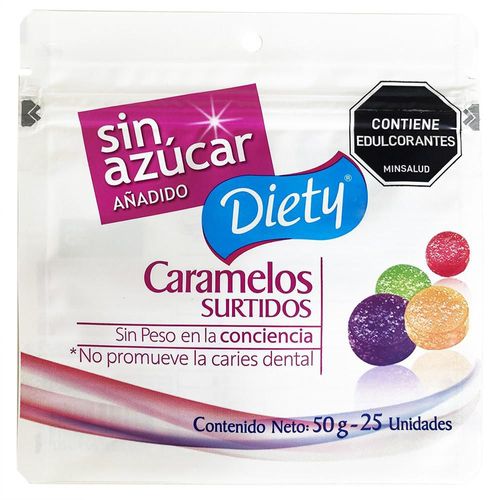 sin
azúcar
AÑADIDO
CONTIENE
EDULCORANTES
MINSALUD
Diety®
Caramelos
SURTIDOS
Sin Peso en la conciencia
*No promueve la caries dental
Contenido Neto: 50 g - 25 Unidades